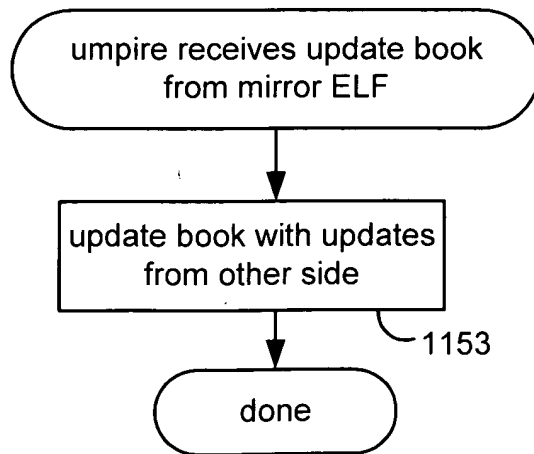 umpire receives update book
from mirror ELF
update book with updates
from other side
1153
done